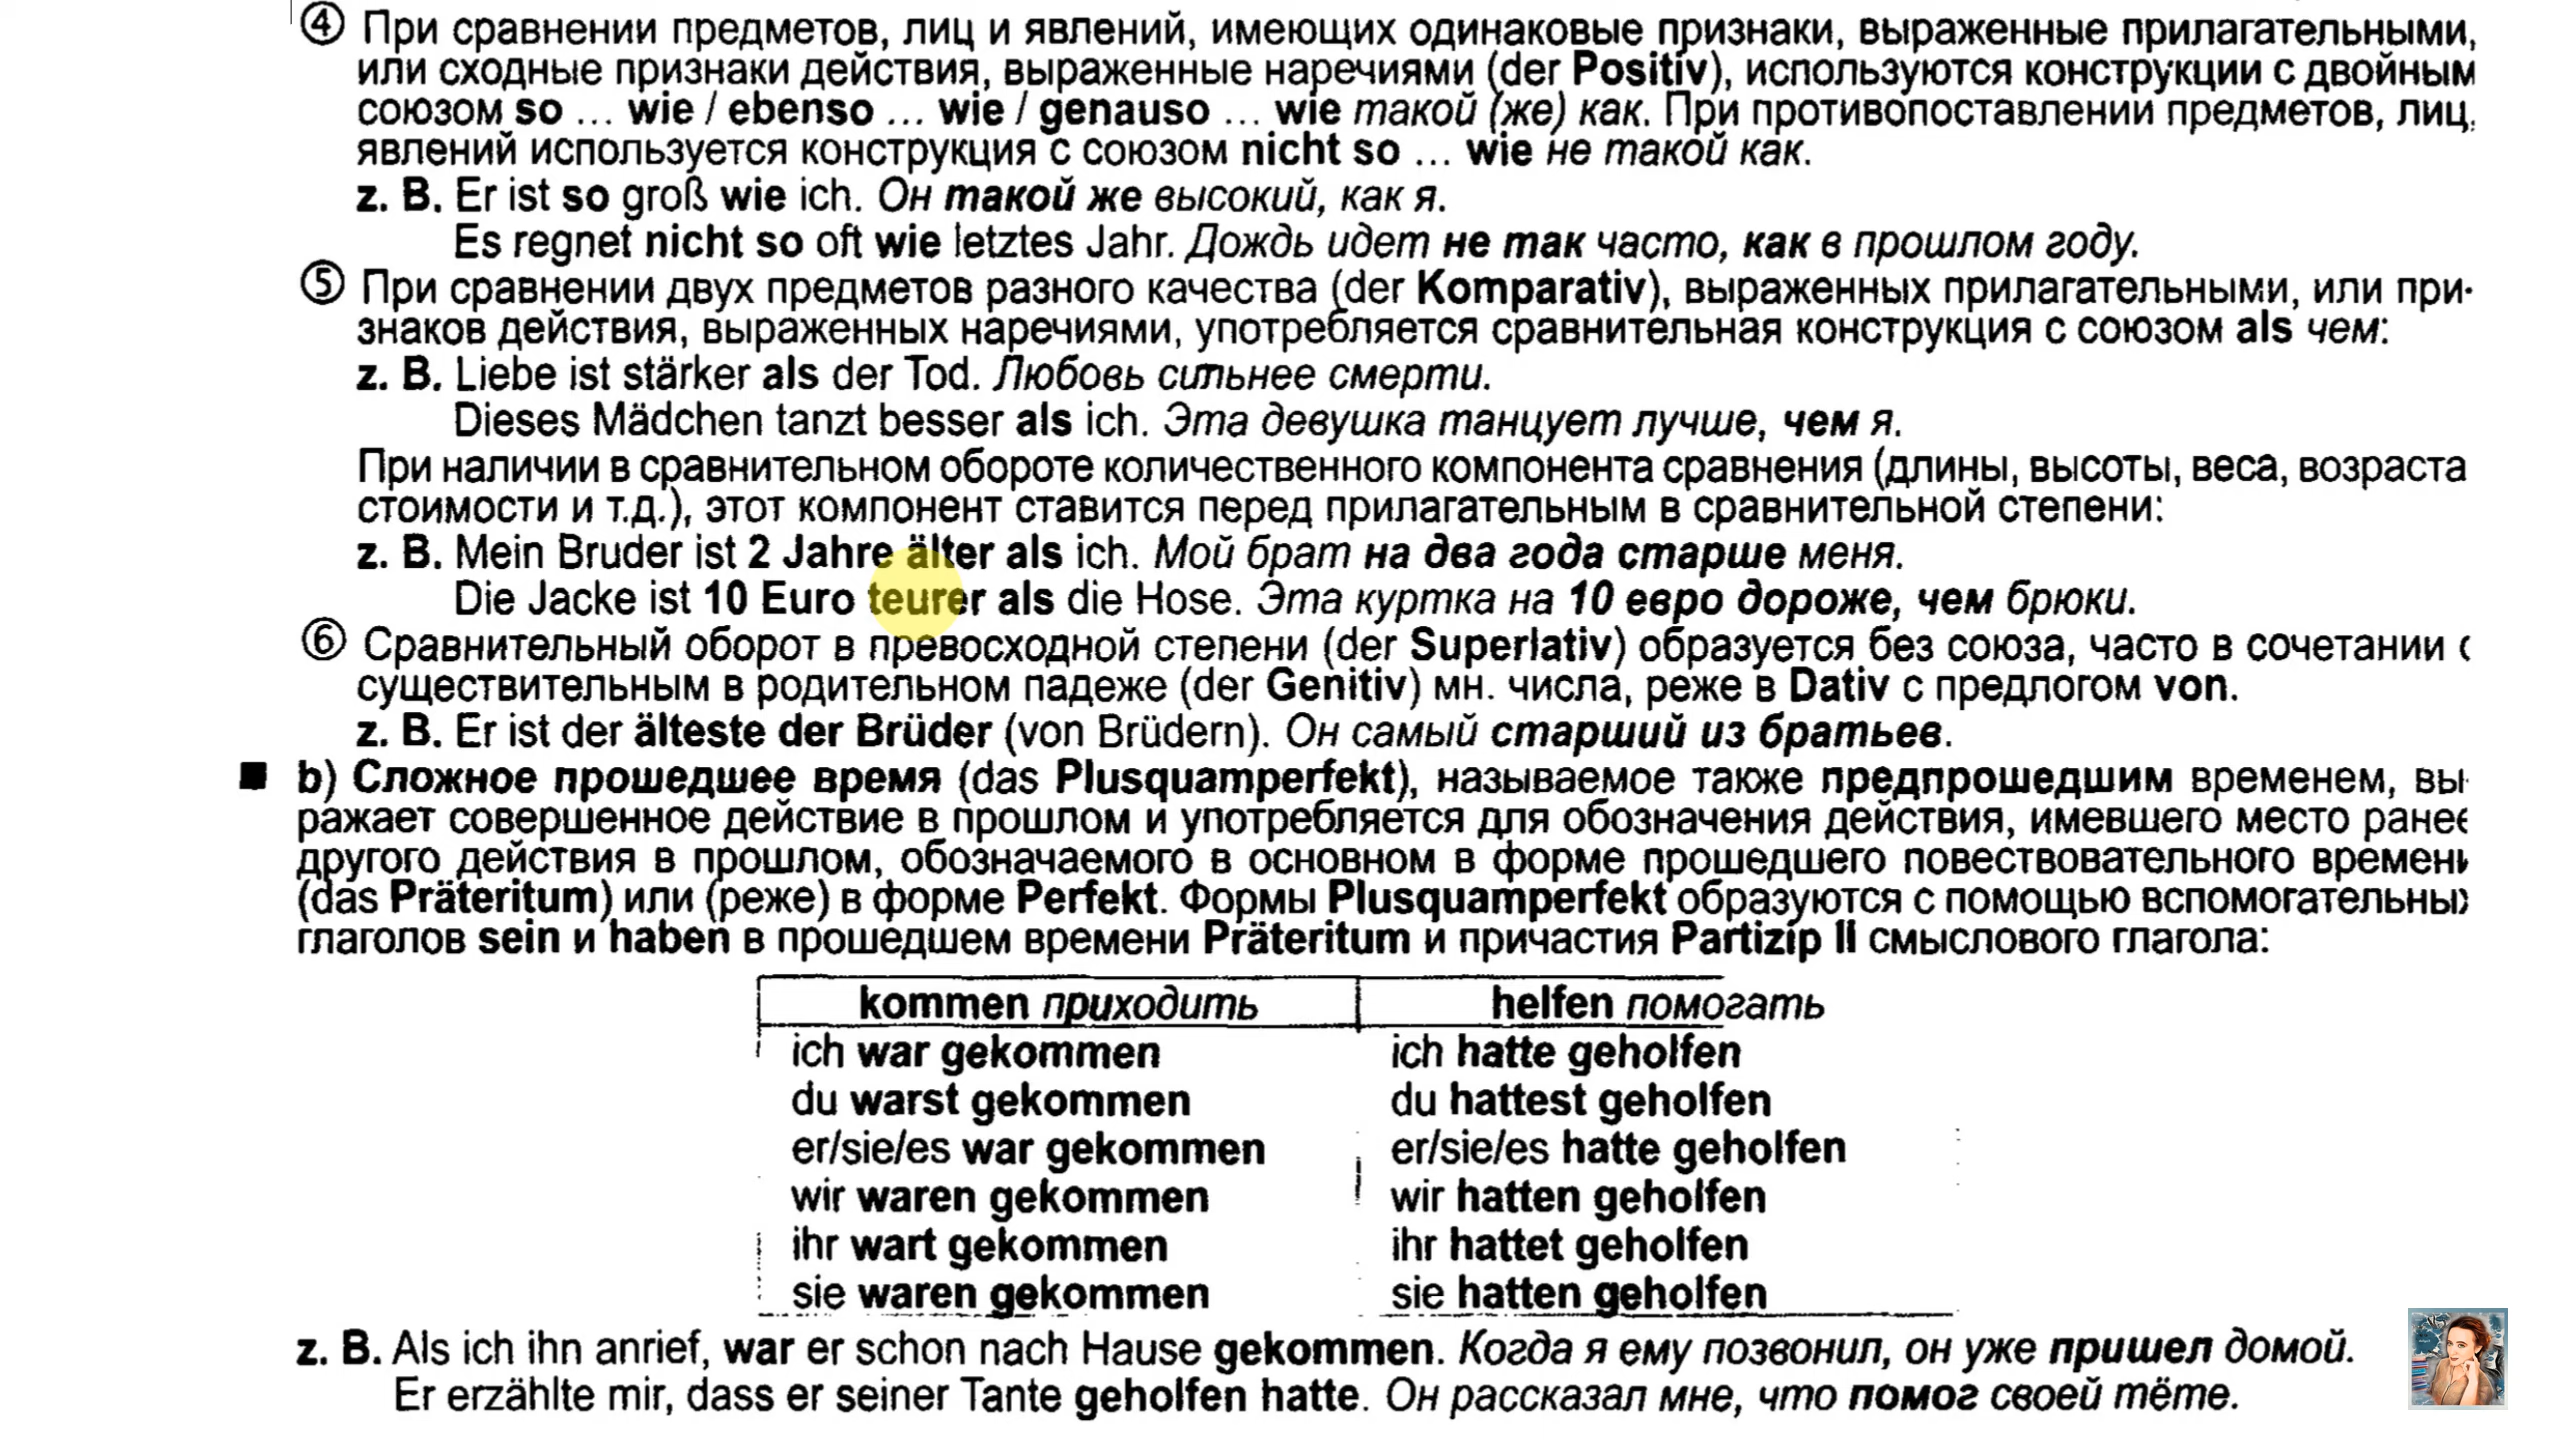 ④ При сравнении предметов, лиц и явлений, имеющих одинаковые признаки, выраженные прилагательными,
или сходные признаки действия, выраженные наречиями (der Positiv), используются конструкции с двойным
союзом so ... wie / ebenso ... wie / genauso ... wie такой (же) как. При противопоставлении предметов, лиц,
явлений используется конструкция с союзом nicht so ... wie не такой как.
z. B. Er ist so groß wie ich. Он такой же высокий, как я.
Es regnet nicht so oft wie letztes Jahr. Дождь идет не так часто, как в прошлом году.
⑤ При сравнении двух предметов разного качества (der Komparativ), выраженных прилагательными, или при-
знаков действия, выраженных наречиями, употребляется сравнительная конструкция с союзом als чем:
z. B. Liebe ist stärker als der Tod. Любовь сильнее смерти.
Dieses Mädchen tanzt besser als ich. Эта девушка танцует лучше, чем я.
При наличии в сравнительном обороте количественного компонента сравнения (длины, высоты, веса, возраста
стоимости и т.д.), этот компонент ставится перед прилагательным в сравнительной степени:
z. B. Mein Bruder ist 2 Jahre älter als ich. Мой брат на два года старше меня.
Die Jacke ist 10 Euro teurer als die Hose. Эта куртка на 10 евро дороже, чем брюки.
⑥ Сравнительный оборот в превосходной степени (der Superlativ) образуется без союза, часто в сочетании с
существительным в родительном падеже (der Genitiv) мн. числа, реже в Dativ с предлогом von.
z. B. Er ist der älteste der Brüder (von Brüdern). Он самый старший из братьев.
■ b) Сложное прошедшее время (das Plusquamperfekt), называемое также предпрошедшим временем, вы-
ражает совершенное действие в прошлом и употребляется для обозначения действия, имевшего место ранее
другого действия в прошлом, обозначаемого в основном в форме прошедшего повествовательного времени
(das Präteritum) или (реже) в форме Perfekt. Формы Plusquamperfekt образуются с помощью вспомогательных
глаголов sein и haben в прошедшем времени Präteritum и причастия Partizip II смыслового глагола:
kommen приходить helfen помогать
ich war gekommen ich hatte geholfen
du warst gekommen du hattest geholfen
er/sie/es war gekommen er/sie/es hatte geholfen
wir waren gekommen wir hatten geholfen
ihr wart gekommen ihr hattet geholfen
sie waren gekommen sie hatten geholfen
z. B. Als ich ihn anrief, war er schon nach Hause gekommen. Когда я ему позвонил, он уже пришел домой.
Er erzählte mir, dass er seiner Tante geholfen hatte. Он рассказал мне, что помог своей тёте.